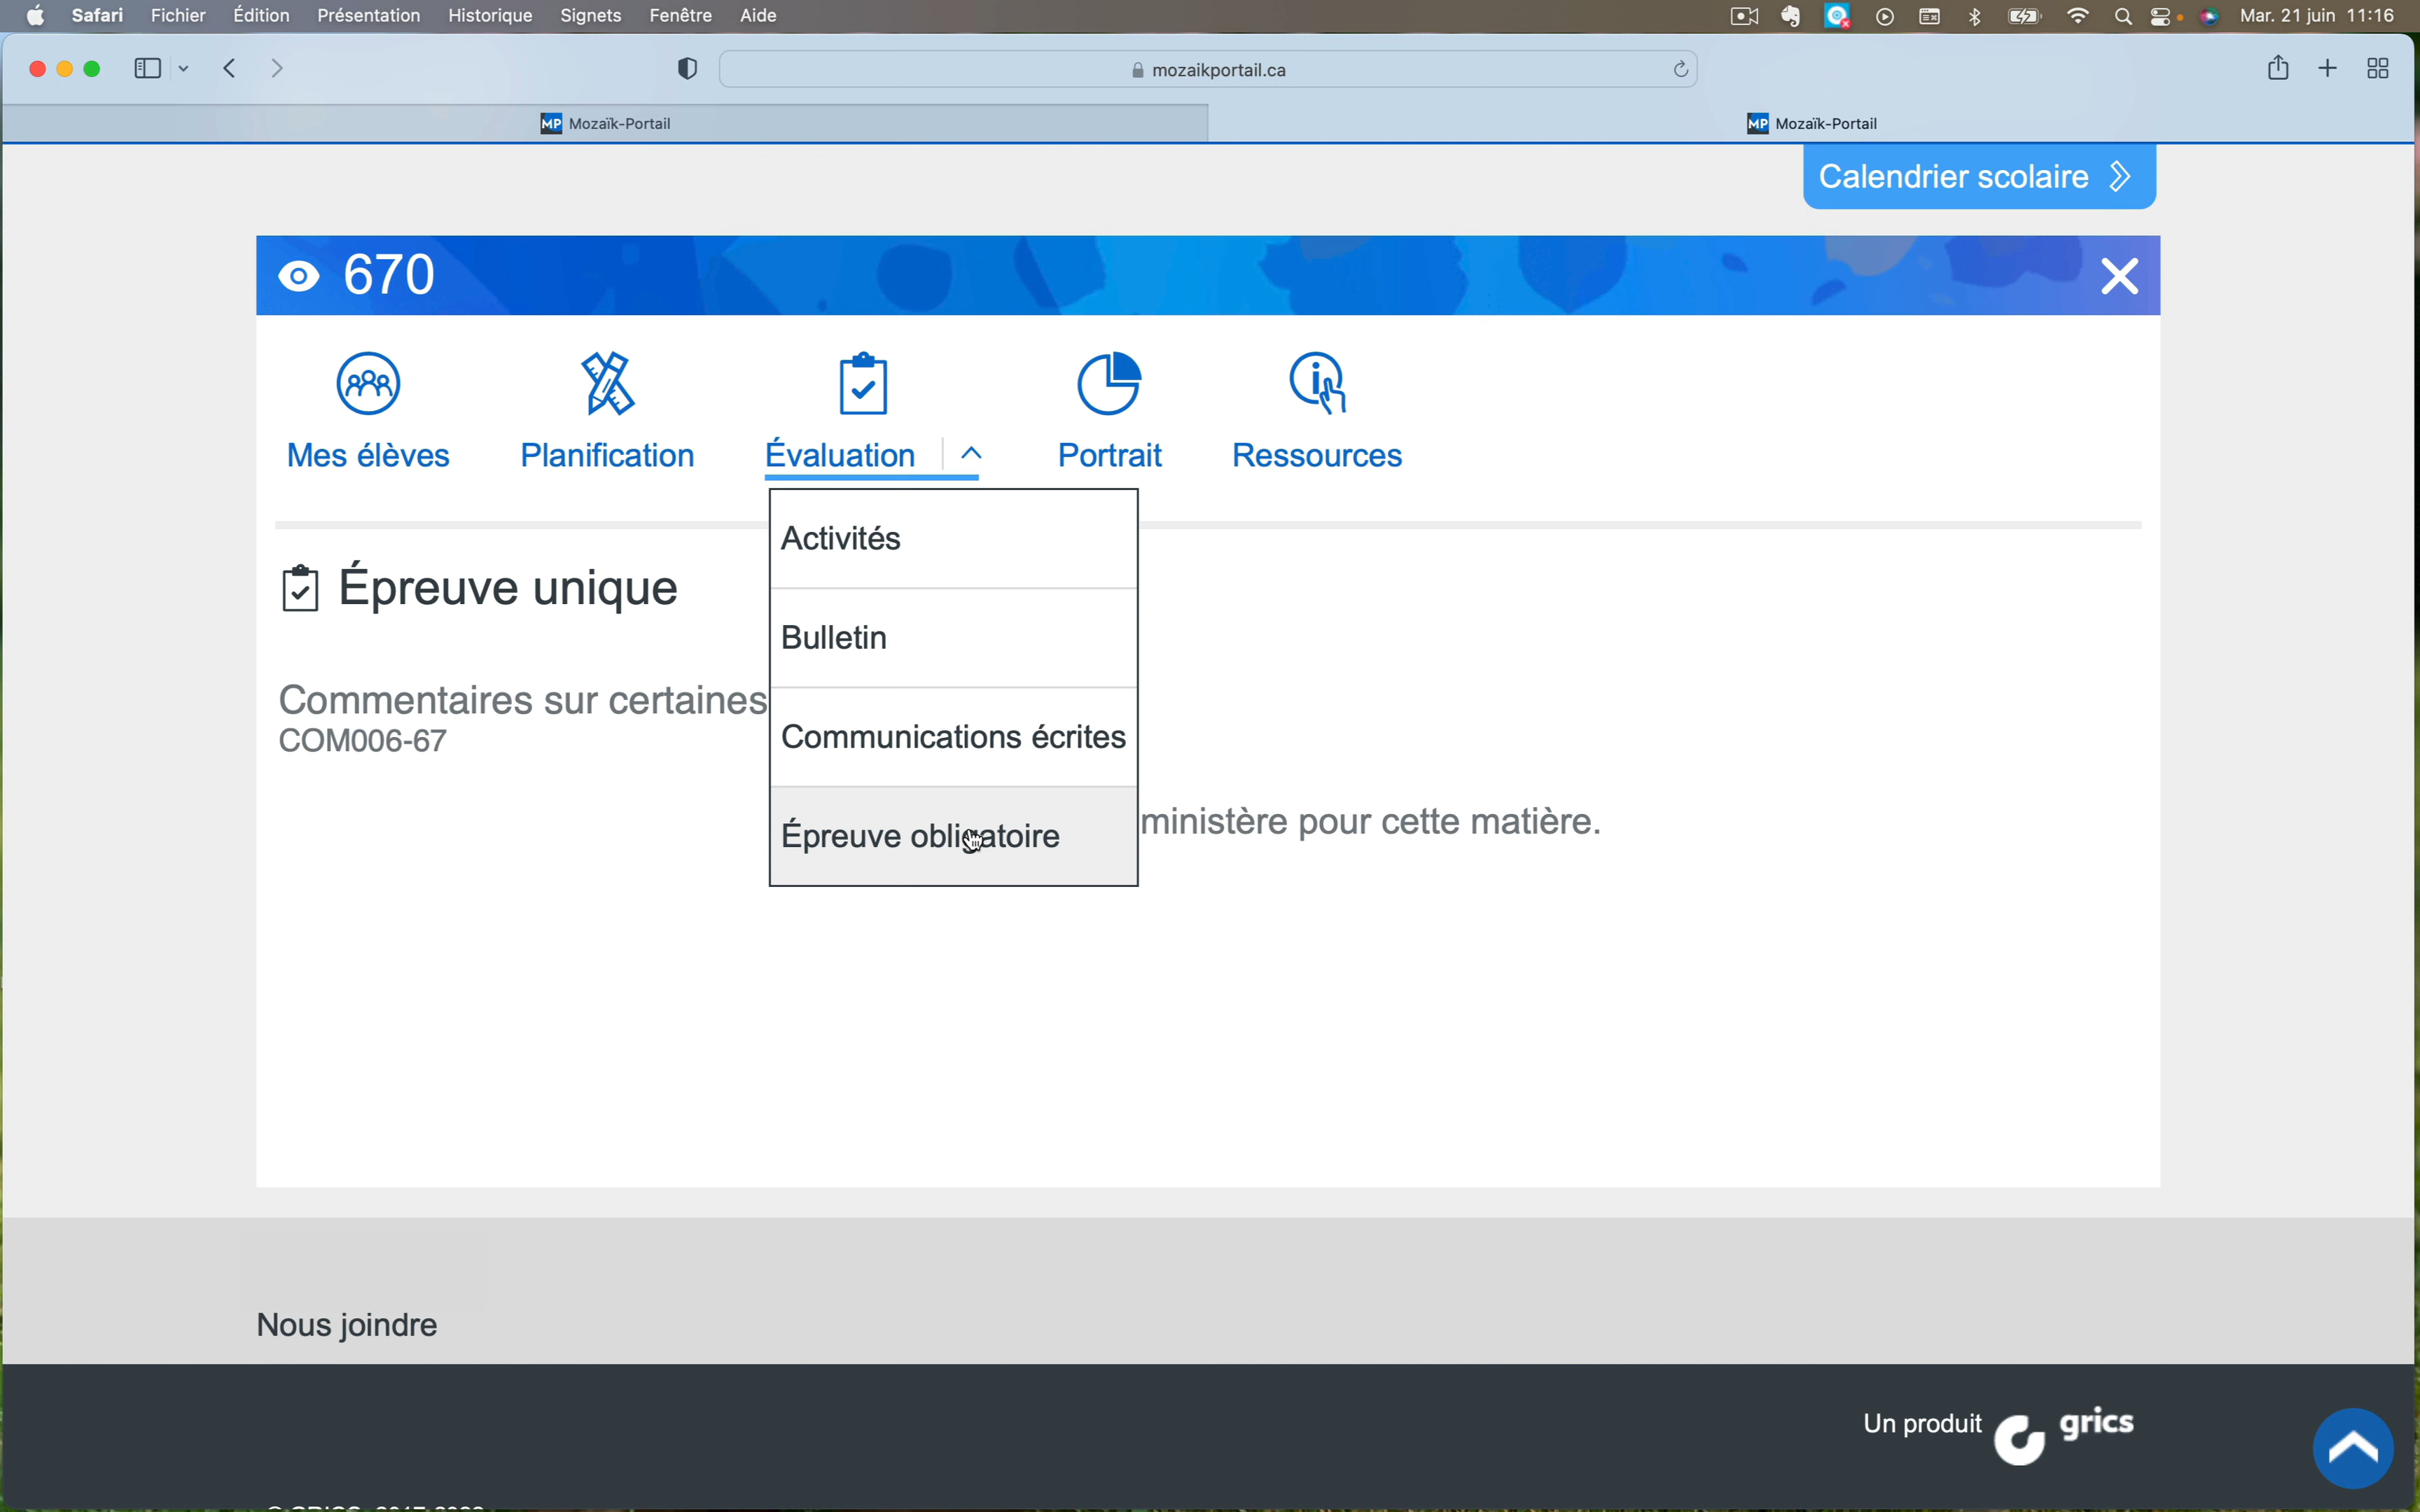 Safari Fichier Édition Présentation Historique Signets Fenêtre Aide Mar. 21 juin 11:16
mozaikportail.ca
MP Mozaïk-Portail MP Mozaïk-Portail
Calendrier scolaire
670
Mes élèves Planification Évaluation Portrait Ressources
Activités
Épreuve unique
Bulletin
Commentaires sur certaines
COM006-67
Communications écrites
ministère pour cette matière.
Épreuve obligatoire
Nous joindre
Un produit grics